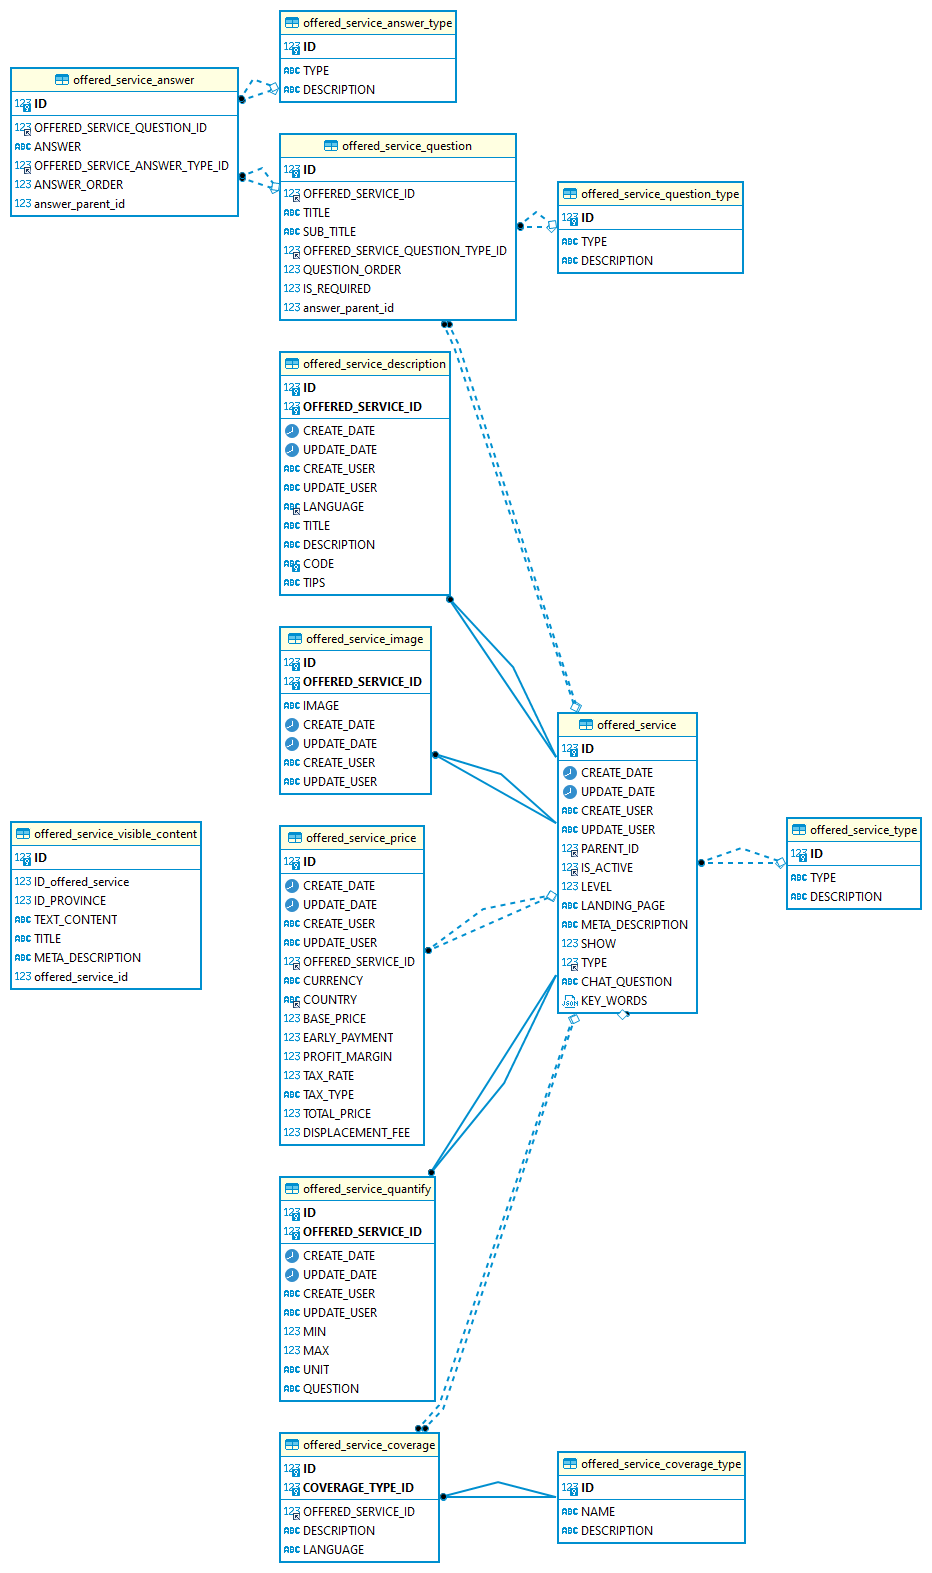 offered_service_answer_type
123 ID
ABC TYPE
ABC DESCRIPTION
offered_service_answer
123 ID
123 OFFERED_SERVICE_QUESTION_ID
ABC ANSWER
123 OFFERED_SERVICE_ANSWER_TYPE_ID
123 ANSWER_ORDER
123 answer_parent_id
offered_service_question
123 ID
123 OFFERED_SERVICE_ID
ABC TITLE
ABC SUB_TITLE
123 OFFERED_SERVICE_QUESTION_TYPE_ID
123 QUESTION_ORDER
123 IS_REQUIRED
123 answer_parent_id
offered_service_question_type
123 ID
ABC TYPE
ABC DESCRIPTION
offered_service_description
123 ID
123 OFFERED_SERVICE_ID
CREATE_DATE
UPDATE_DATE
ABC CREATE_USER
ABC UPDATE_USER
ABC LANGUAGE
ABC TITLE
ABC DESCRIPTION
ABC CODE
ABC TIPS
offered_service_image
123 ID
123 OFFERED_SERVICE_ID
ABC IMAGE
CREATE_DATE
UPDATE_DATE
ABC CREATE_USER
ABC UPDATE_USER
offered_service
123 ID
CREATE_DATE
UPDATE_DATE
ABC CREATE_USER
ABC UPDATE_USER
123 PARENT_ID
123 IS_ACTIVE
123 LEVEL
ABC LANDING_PAGE
ABC META_DESCRIPTION
123 SHOW
123 TYPE
ABC CHAT_QUESTION
JSON KEY_WORDS
offered_service_type
123 ID
ABC TYPE
ABC DESCRIPTION
offered_service_visible_content
123 ID
123 ID_offered_service
123 ID_PROVINCE
ABC TEXT_CONTENT
ABC TITLE
ABC META_DESCRIPTION
123 offered_service_id
offered_service_price
123 ID
CREATE_DATE
UPDATE_DATE
ABC CREATE_USER
ABC UPDATE_USER
123 OFFERED_SERVICE_ID
ABC CURRENCY
ABC COUNTRY
123 BASE_PRICE
123 EARLY_PAYMENT
123 PROFIT_MARGIN
123 TAX_RATE
ABC TAX_TYPE
123 TOTAL_PRICE
123 DISPLACEMENT_FEE
offered_service_quantify
123 ID
123 OFFERED_SERVICE_ID
CREATE_DATE
UPDATE_DATE
ABC CREATE_USER
ABC UPDATE_USER
123 MIN
123 MAX
ABC UNIT
ABC QUESTION
offered_service_coverage
123 ID
123 COVERAGE_TYPE_ID
123 OFFERED_SERVICE_ID
ABC DESCRIPTION
123 LANGUAGE
offered_service_coverage_type
123 ID
ABC NAME
ABC DESCRIPTION